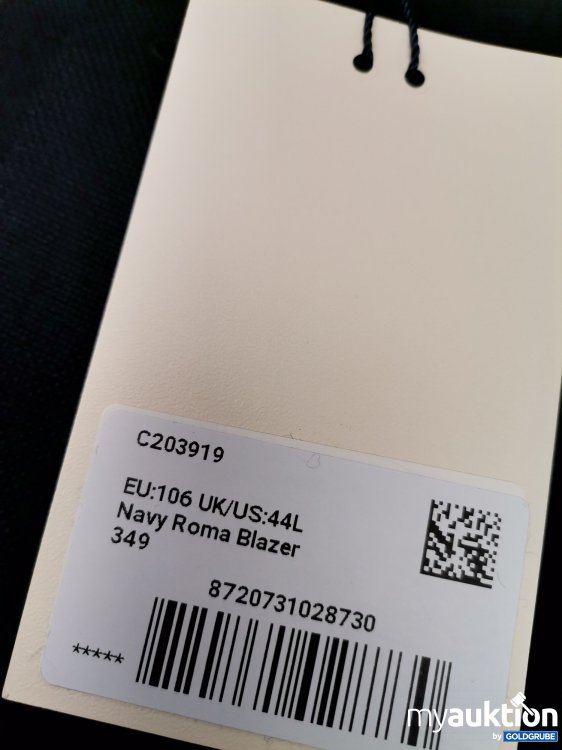 C203919
EU:106 UK/US:44L
Navy Roma Blazer
349
8720731028730
*****
myauktion
by GOLDGRUBE